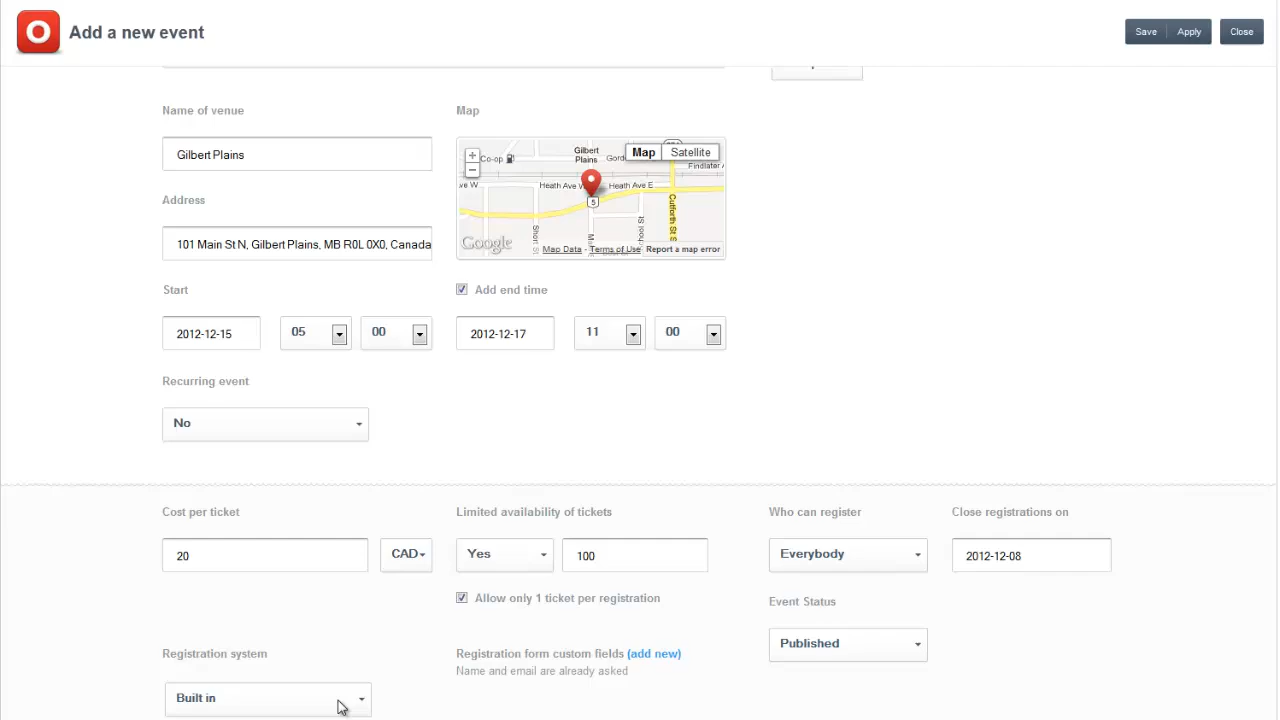 Add a new event
Save Apply Close
Name of venue
Map
Gilbert Plains
Co-op
Gilbert
Plains
Map
Satellite
Findlater
Heath Ave
Heath Ave E
5
Cutforth St S
Google
Map Data - Terms of Use
Report a map error
Address
101 Main St N, Gilbert Plains, MB R0L 0X0, Canada
Start
Add end time
2012-12-15
05
00
2012-12-17
11
00
Recurring event
No
Cost per ticket
Limited availability of tickets
Who can register
Close registrations on
20
CAD
Yes
100
Everybody
2012-12-08
Allow only 1 ticket per registration
Event Status
Published
Registration system
Registration form custom fields (add new)
Name and email are already asked
Built in